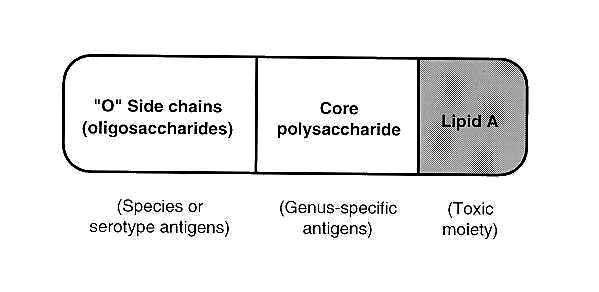 "O" Side chains
(oligosaccharides)
Core
polysaccharide
Lipid A
(Species or
serotype antigens)
(Genus-specific
antigens)
(Toxic
moiety)